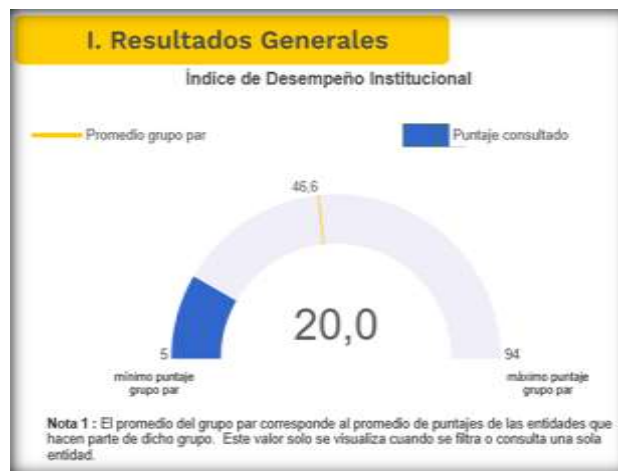 I. Resultados Generales
Índice de Desempeño Institucional
Promedio grupo par
Puntaje consultado
46,6
20,0
5
94
mínimo puntaje
grupo par
máximo puntaje
grupo par
Nota 1 : El promedio del grupo par corresponde al promedio de puntajes de las entidades que
hacen parte de dicho grupo. Este valor solo se visualiza cuando se filtra o consulta una sola
entidad.